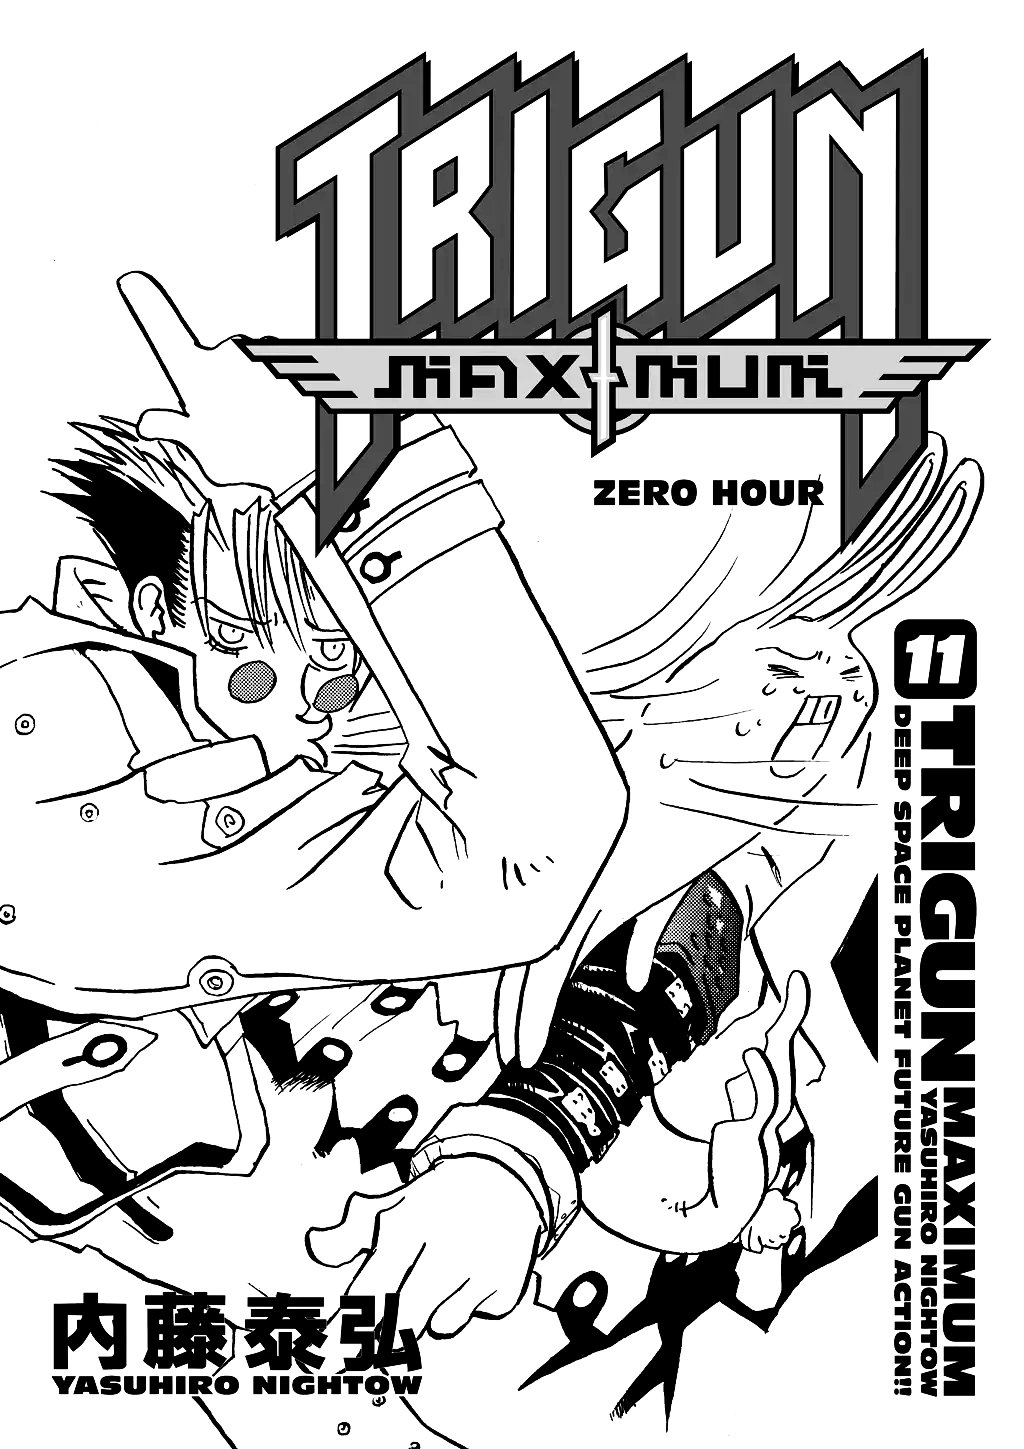 TRIGUN
MAXIMUM
ZERO HOUR
11
TRIGUN MAXIMUM
YASUHIRO NIGHTOW
DEEP SPACE PLANET FUTURE GUN ACTION!!
内藤泰弘
YASUHIRO NIGHTOW